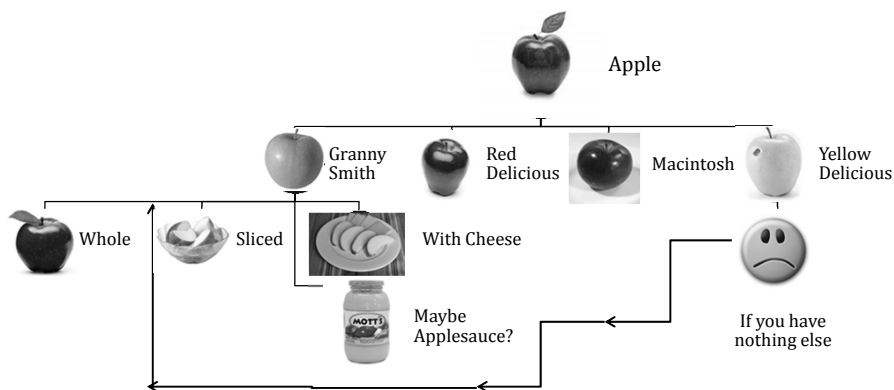 Apple
Granny
Smith
Red
Delicious
Macintosh
Yellow
Delicious
Whole
Sliced
With Cheese
MOTT'S
Maybe
Applesauce?
If you have
nothing else